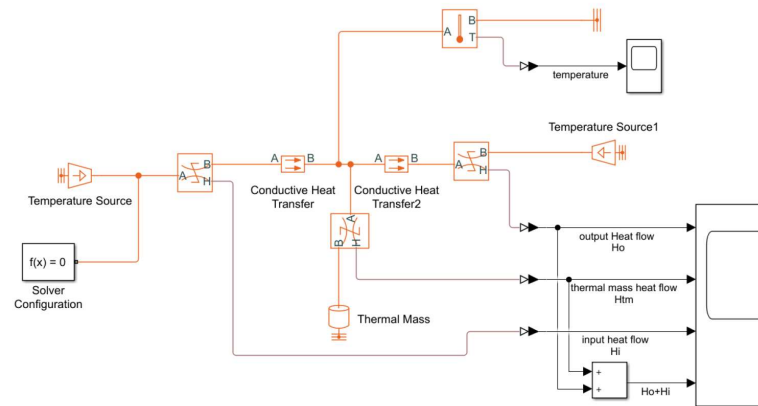 B
A
T
temperature
Temperature Source1
A B
A B
B
A
H
B
A
H
Temperature Source
Conductive Heat
Transfer
Conductive Heat
Transfer2
A
B H
f(x) = 0
Solver
Configuration
output Heat flow
Ho
thermal mass heat flow
Htm
Thermal Mass
input heat flow
Hi
+
+
Ho+Hi